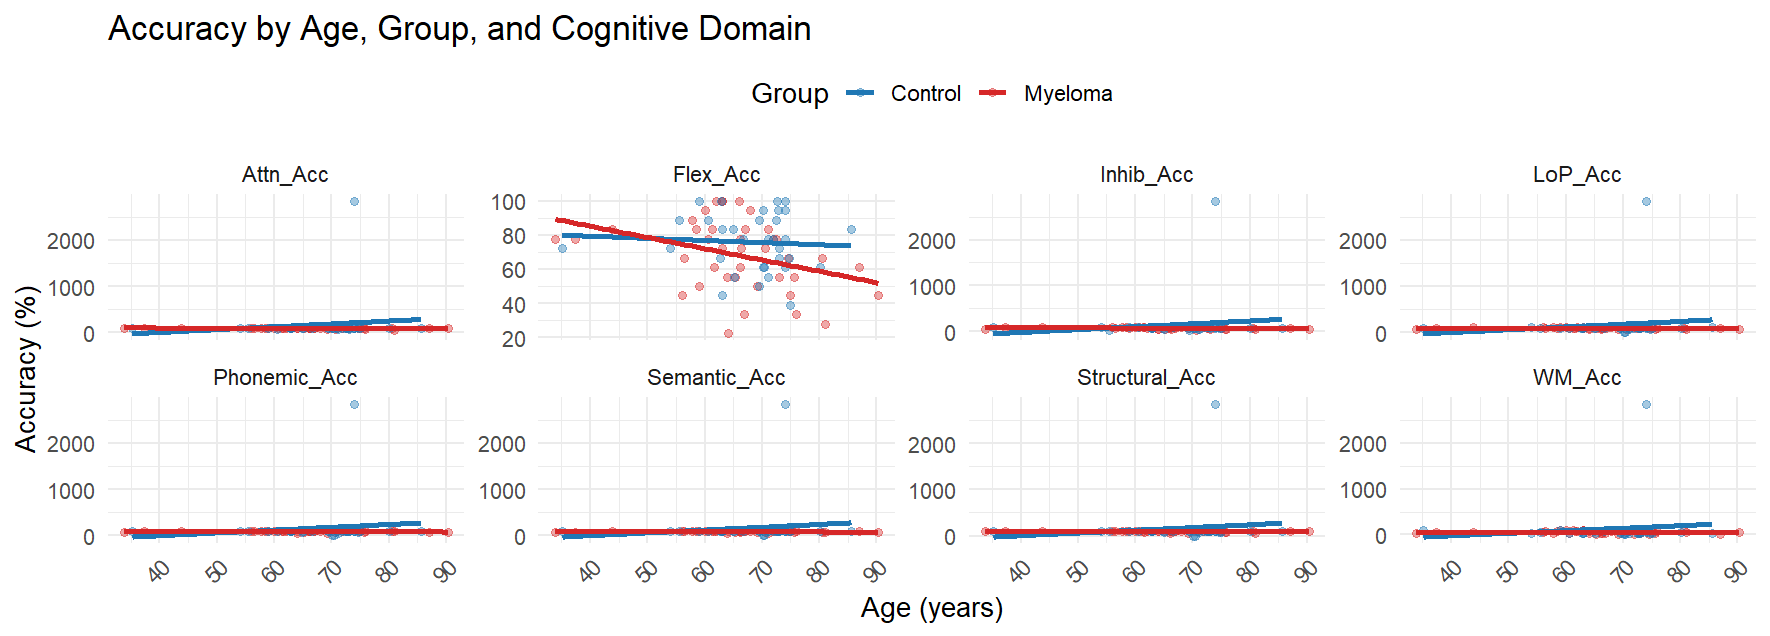 Accuracy by Age, Group, and Cognitive Domain
Group Control Myeloma
Attn_Acc Flex_Acc Inhib_Acc LoP_Acc
2000 1000 0
100 80 60 40 20
2000 1000 0
2000 1000 0
Phonemic_Acc Semantic_Acc Structural_Acc WM_Acc
2000 1000 0
2000 1000 0
2000 1000 0
2000 1000 0
40 50 60 70 80 90
40 50 60 70 80 90
40 50 60 70 80 90
40 50 60 70 80 90
Accuracy (%)
Age (years)